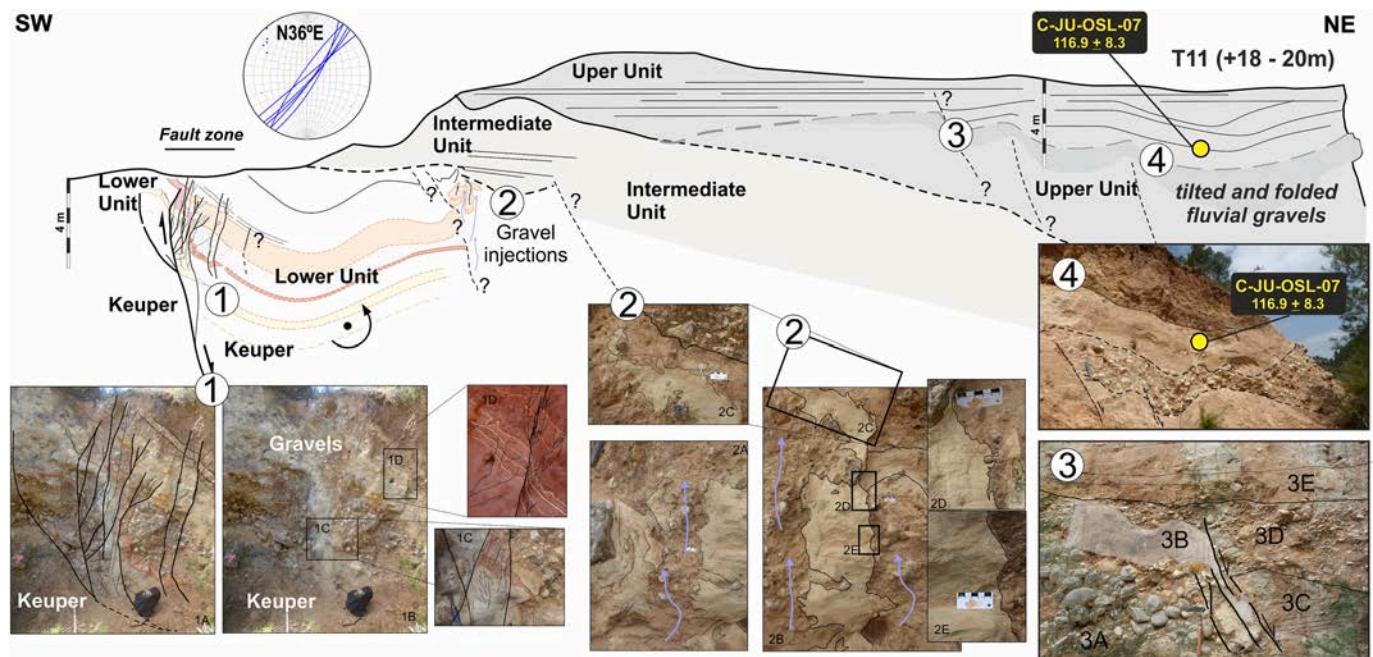 SW
NE
N36ºE
C-JU-OSL-07
116.9 ± 8.3
T11 (+18 - 20m)
Uper Unit
Fault zone
Intermediate
Unit
?
3
4 m
4
Lower
Unit
4 m
?
2
Gravel
injections
?
Intermediate
Unit
?
Upper Unit
tilted and folded
fluvial gravels
?
?
Lower Unit
?
1
Keuper
Keuper
?
4
C-JU-OSL-07
116.9 ± 8.3
2
2
1
2C
2C
Gravels
1D
1D
2A
2D
2D
3
3E
1C
1C
2E
3B
3D
3C
Keuper
1A
Keuper
1B
2B
2E
3A